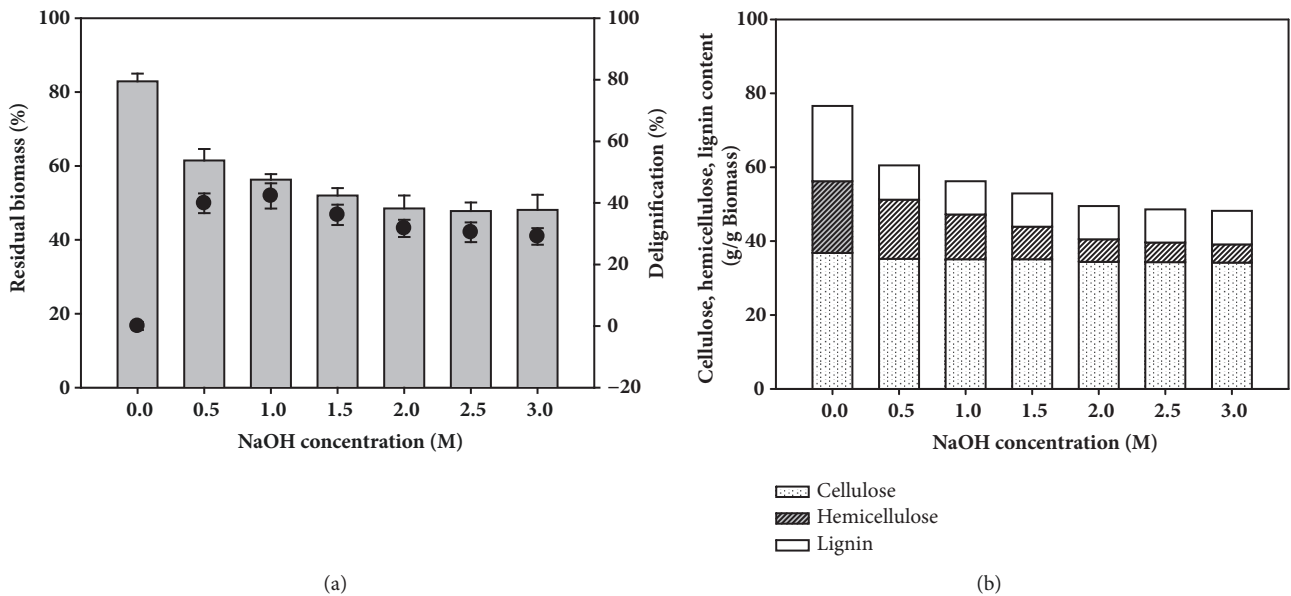 100
80
60
40
20
0
Residual biomass (%)
100
80
60
40
20
0
−20
Delignification (%)
0.0 0.5 1.0 1.5 2.0 2.5 3.0
NaOH concentration (M)
(a)
100
80
60
40
20
0
Cellulose, hemicellulose, lignin content
(g/g Biomass)
0.0 0.5 1.0 1.5 2.0 2.5 3.0
NaOH concentration (M)
Cellulose
Hemicellulose
Lignin
(b)